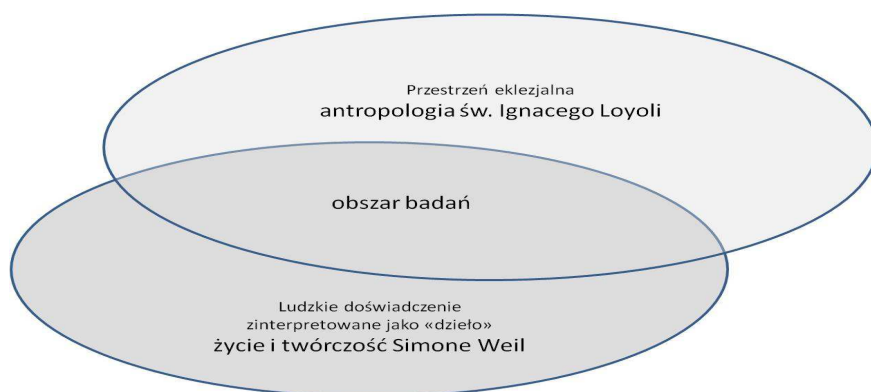 Przestrzeń eklezjalna
antropologia św. Ignacego Loyoli
obszar badań
Ludzkie doświadczenie
zinterpretowane jako «dzieło»
życie i twórczość Simone Weil